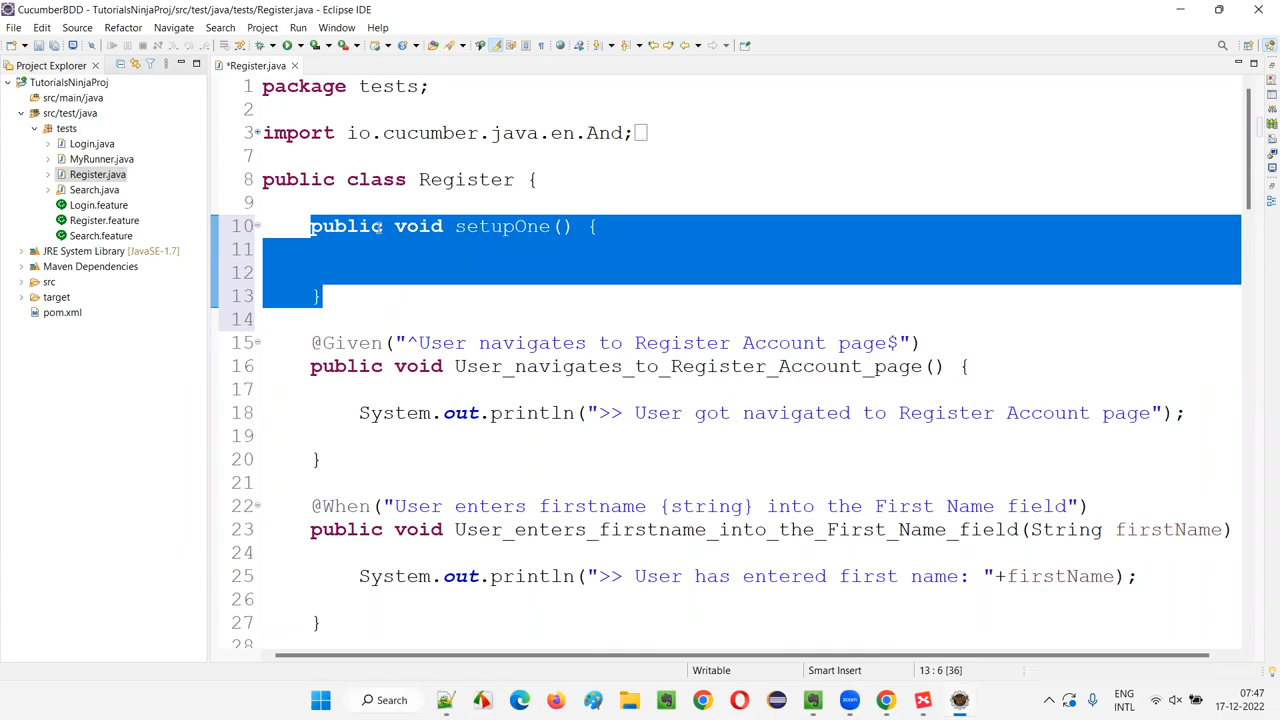 CucumberBDD - TutorialsNinjaProj/src/test/java/tests/Register.java - Eclipse IDE
File Edit Source Refactor Navigate Search Project Run Window Help
Project Explorer
*Register.java
TutorialsNinjaProj
src/main/java
src/test/java
tests
Login.java
MyRunner.java
Register.java
Search.java
Login.feature
Register.feature
Search.feature
JRE System Library [JavaSE-1.7]
Maven Dependencies
src
target
pom.xml
1 package tests;
2
3 import io.cucumber.java.en.And;
7
8 public class Register {
9
10 public void setupOne() {
11
12
13 }
14
15 @Given("^User navigates to Register Account page$")
16 public void User_navigates_to_Register_Account_page() {
17
18 System.out.println(">> User got navigated to Register Account page");
19
20 }
21
22 @When("User enters firstname {string} into the First Name field")
23 public void User_enters_firstname_into_the_First_Name_field(String firstName)
24
25 System.out.println(">> User has entered first name: "+firstName);
26
27 }
28
Writable Smart Insert 13 : 6 [36]
Search
ENG
INTL
07:47
17-12-2022